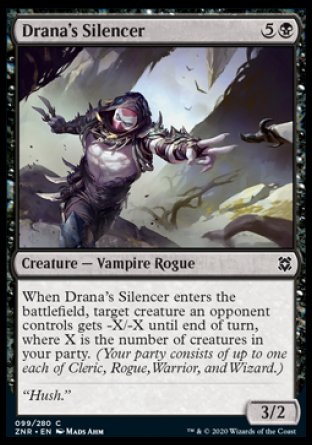 Drana's Silencer 5
Creature — Vampire Rogue
When Drana's Silencer enters the
battlefield, target creature an opponent
controls gets -X/-X until end of turn,
where X is the number of creatures in
your party. (Your party consists of up to one
each of Cleric, Rogue, Warrior, and Wizard.)
"Hush."
3/2
099/280 C
ZNR • EN Mads Ahm
™ & © 2020 Wizards of the Coast